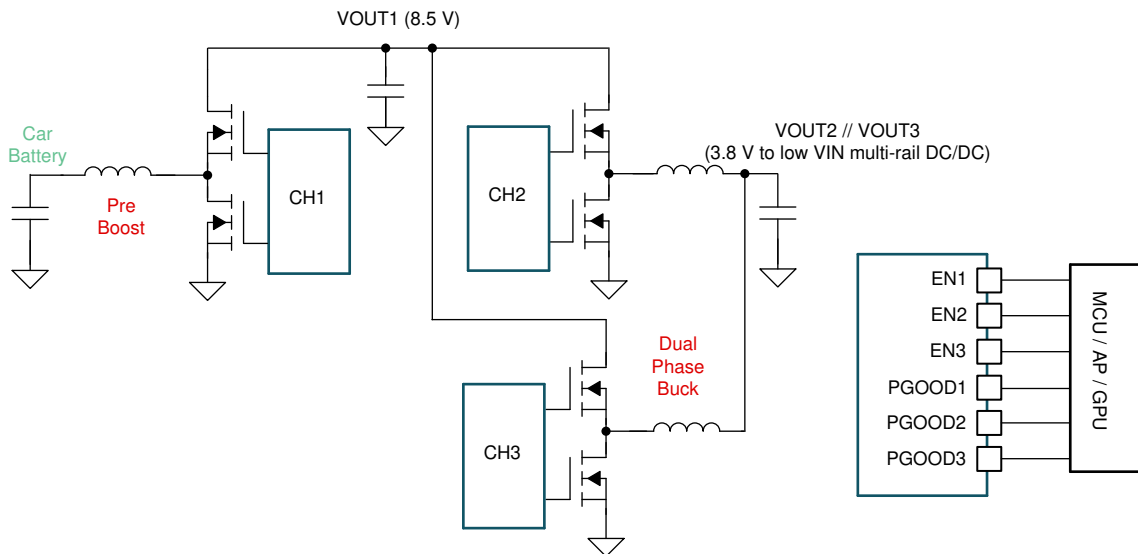 VOUT1 (8.5 V)
Car
Battery
Pre
Boost
CH1
CH2
VOUT2 // VOUT3
(3.8 V to low VIN multi-rail DC/DC)
Dual
Phase
Buck
CH3
EN1
EN2
EN3
PGOOD1
PGOOD2
PGOOD3
MCU / AP / GPU